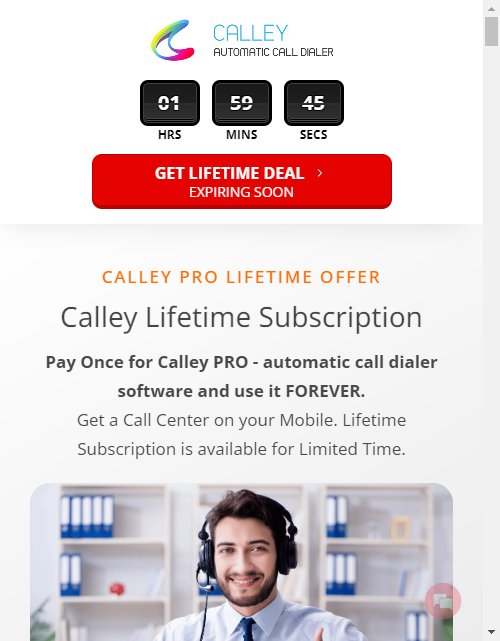 CALLEY
AUTOMATIC CALL DIALER
01 59 45
HRS MINS SECS
GET LIFETIME DEAL
EXPIRING SOON
CALLEY PRO LIFETIME OFFER
Calley Lifetime Subscription
Pay Once for Calley PRO - automatic call dialer
software and use it FOREVER.
Get a Call Center on your Mobile. Lifetime
Subscription is available for Limited Time.